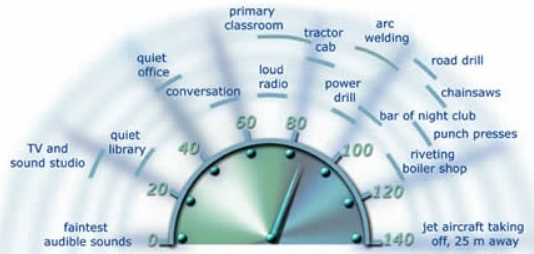 primary
classroom
arc
welding
tractor
cab
road drill
quiet
office
loud
radio
conversation
power
drill
chainsaws
bar of night club
punch presses
TV and
sound studio
quiet
library
riveting
boiler shop
60
80
40
100
20
120
faintest
audible sounds
0
140
jet aircraft taking
off, 25 m away